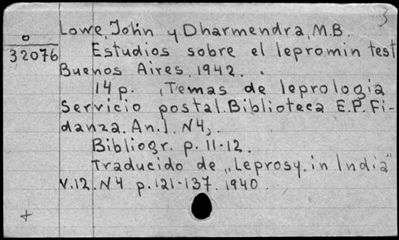 3
Lowe, John y Dharmendra, M.B.
o
32076
Estudios sobre el lepromin test
Buenos Aires, 1942.
14 p. ,Temas de leprologia
Servicio postal. Biblioteca E.P. Fi-
danza. An.1. N4,
Bibliogr. p. 11-12.
Traducido de „Leprosy in India"
V.12. N4 p. 121-137. 1940.
+